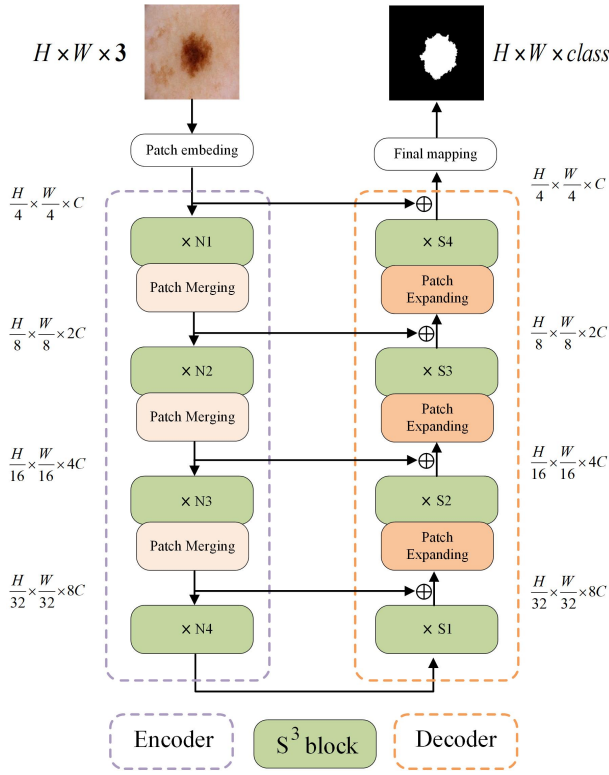 H × W × 3
H × W × class
Patch embeding
Final mapping
H/4 × W/4 × C
H/4 × W/4 × C
× N1
× S4
Patch Merging
Patch
Expanding
H/8 × W/8 × 2C
H/8 × W/8 × 2C
× N2
× S3
Patch Merging
Patch
Expanding
H/16 × W/16 × 4C
H/16 × W/16 × 4C
× N3
× S2
Patch Merging
Patch
Expanding
H/32 × W/32 × 8C
H/32 × W/32 × 8C
× N4
× S1
Encoder
S³ block
Decoder